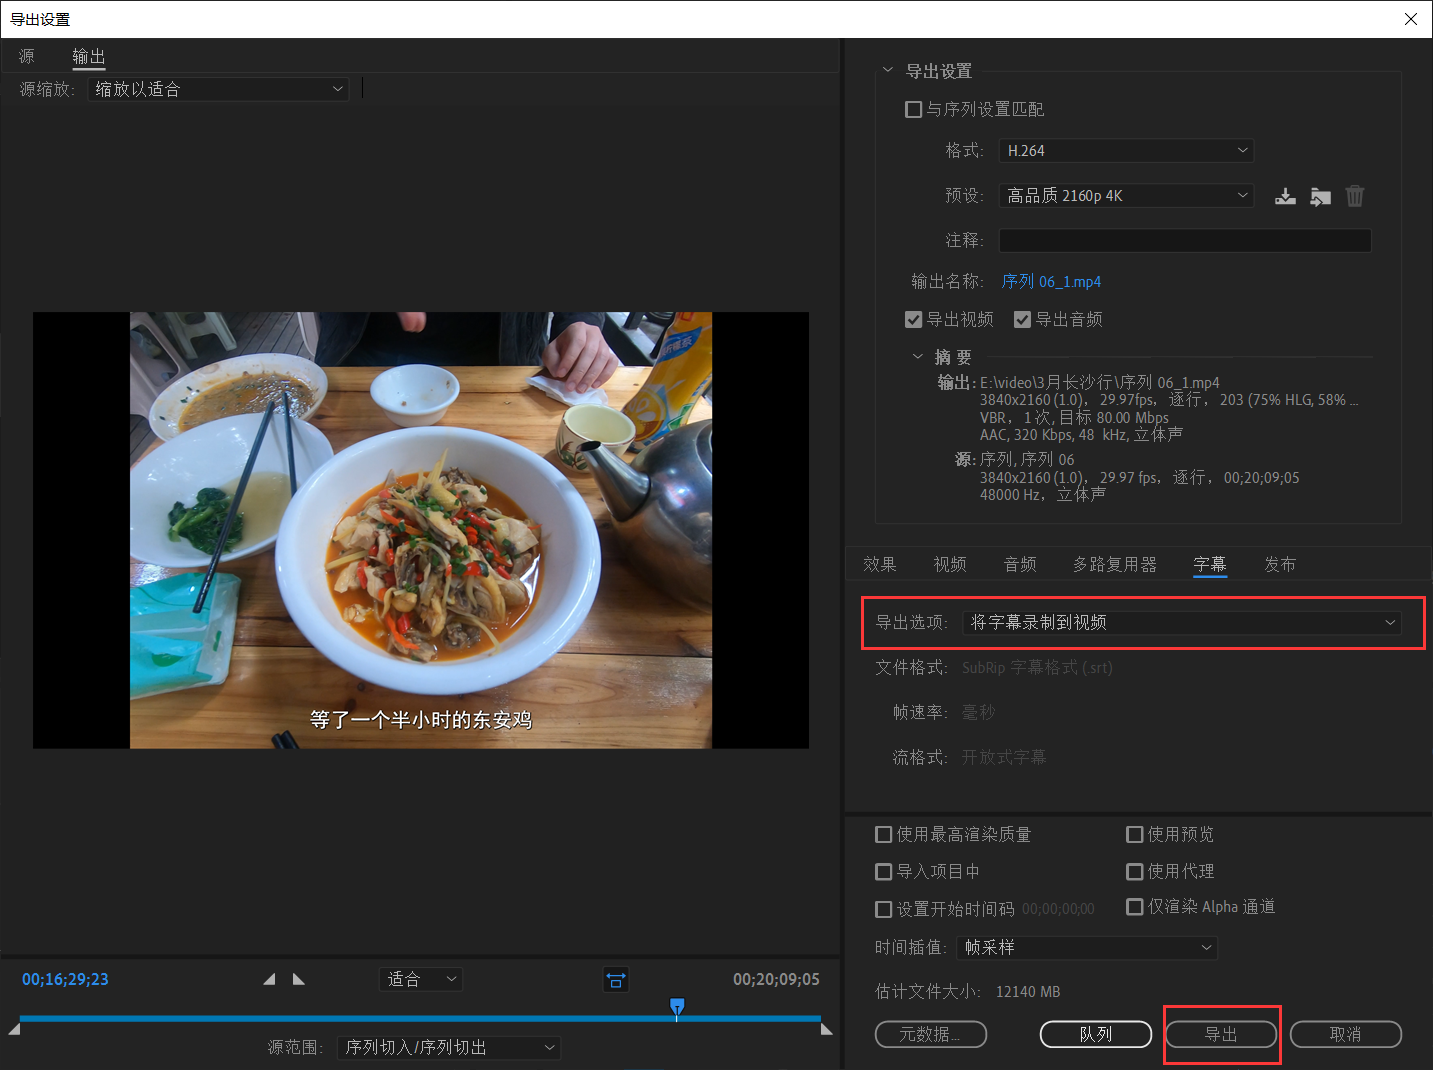 导出设置
源 输出
源缩放: 缩放以适合
等了一个半小时的东安鸡
00;16;29;23 适合 00;20;09;05
源范围: 序列切入/序列切出
导出设置
与序列设置匹配
格式: H.264
预设: 高品质 2160p 4K
注释:
输出名称: 序列 06_1.mp4
导出视频 导出音频
摘要
输出: E:\video\3月长沙行\序列 06_1.mp4
3840x2160 (1.0)，29.97fps，逐行，203 (75% HLG, 58% ...
VBR，1 次, 目标 80.00 Mbps
AAC, 320 Kbps, 48 kHz, 立体声
源: 序列, 序列 06
3840x2160 (1.0)，29.97 fps，逐行，00;20;09;05
48000 Hz，立体声
效果 视频 音频 多路复用器 字幕 发布
导出选项: 将字幕录制到视频
文件格式: SubRip 字幕格式 (.srt)
帧速率: 毫秒
流格式: 开放式字幕
使用最高渲染质量 使用预览
导入项目中 使用代理
设置开始时间码 00;00;00;00 仅渲染 Alpha 通道
时间插值: 帧采样
估计文件大小: 12140 MB
元数据... 队列 导出 取消